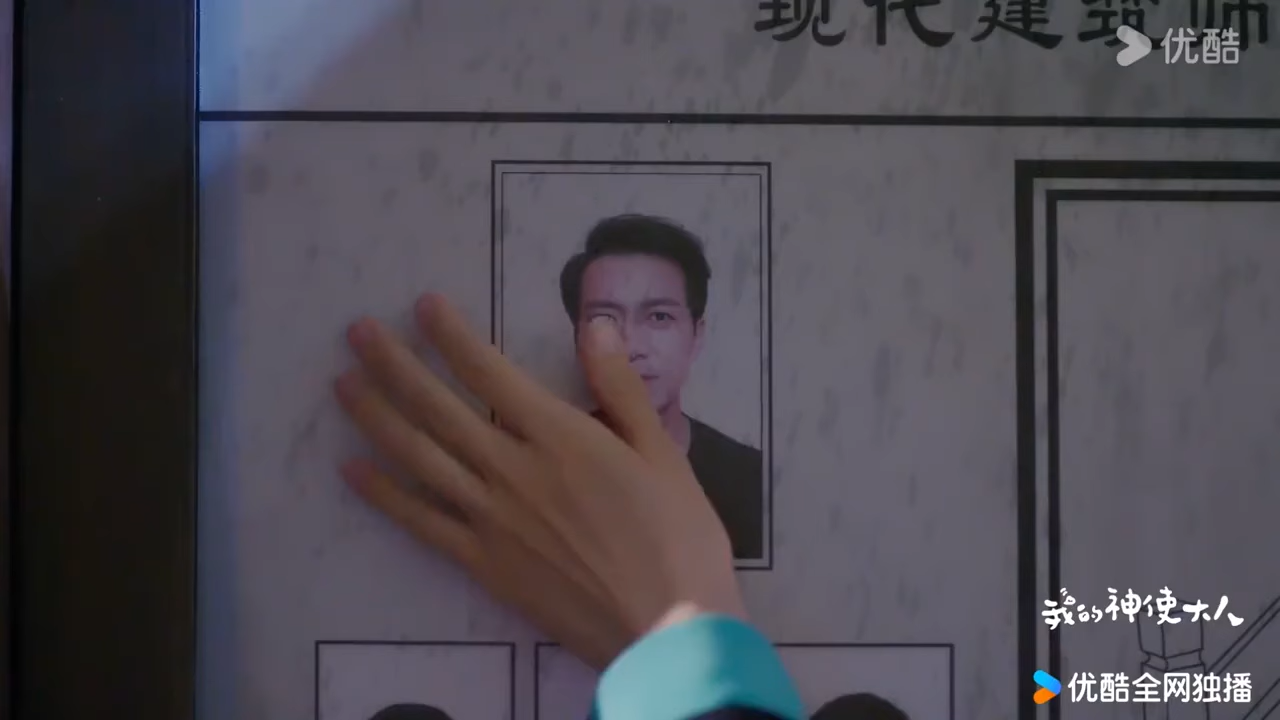 现代建筑师
优酷
我的神使大人
优酷全网独播